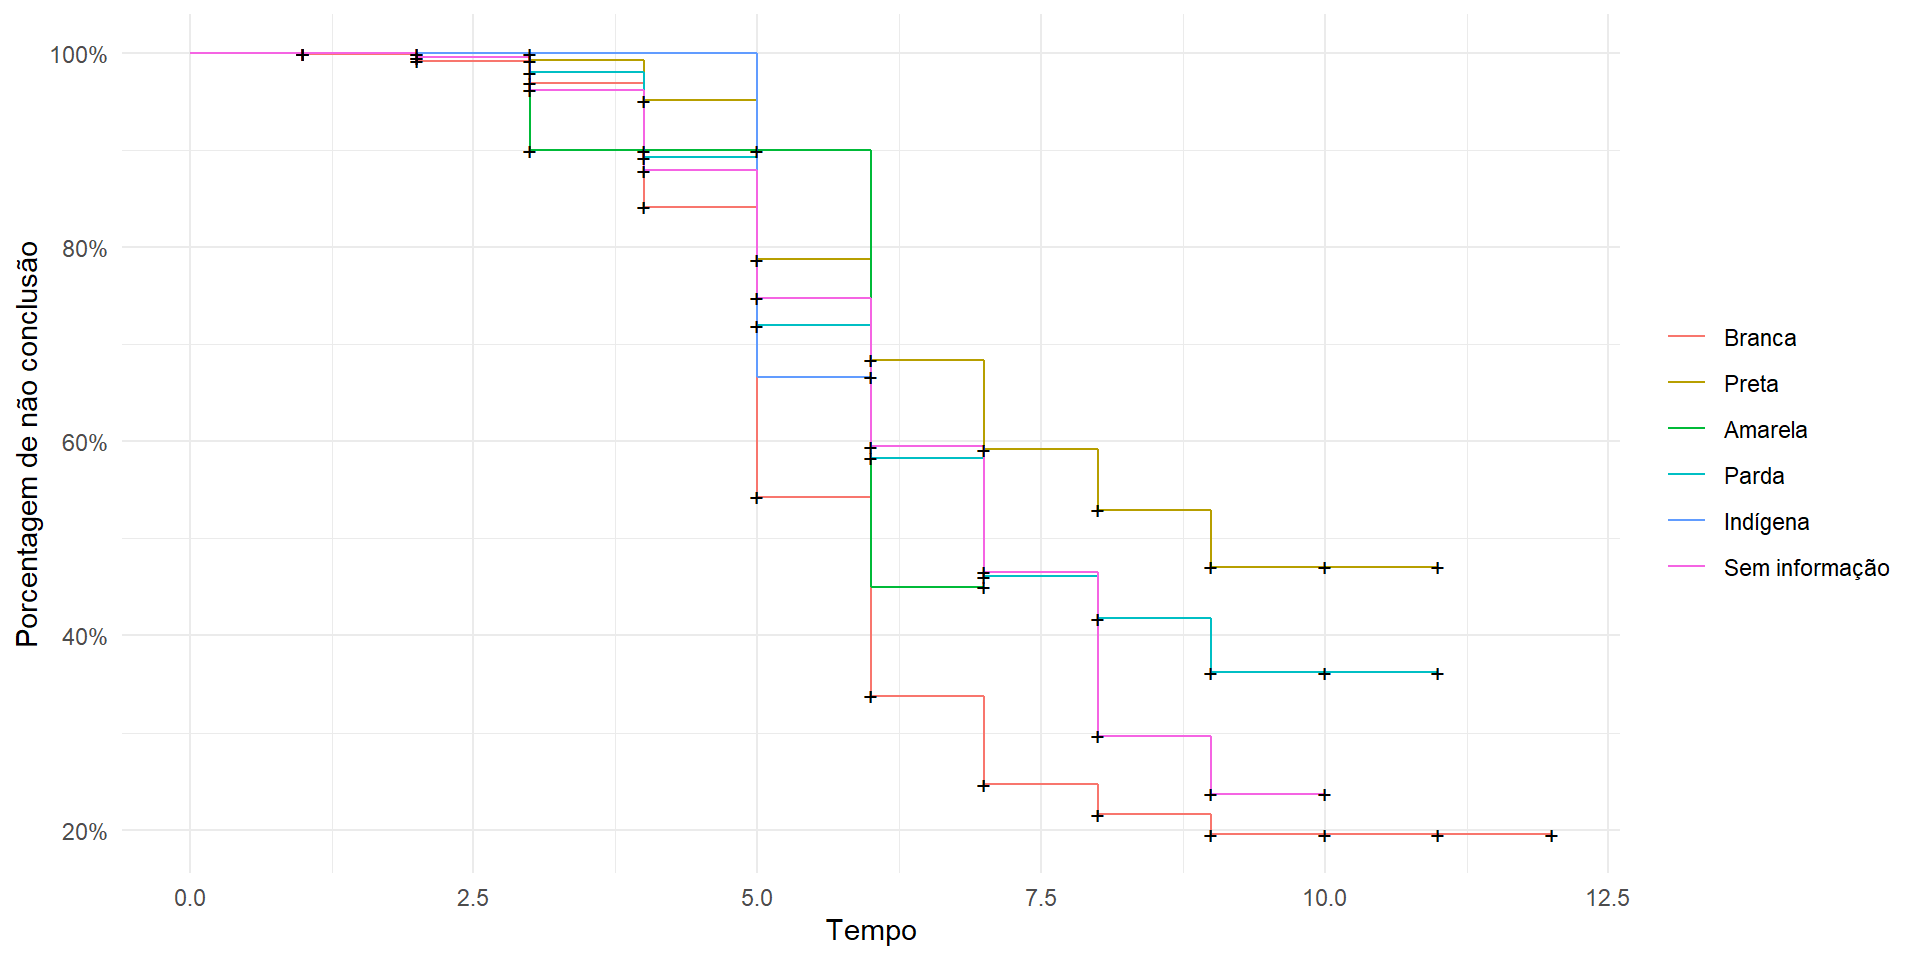 Porcentagem de não conclusão
100%
80%
60%
40%
20%
0.0 2.5 5.0 7.5 10.0 12.5
Tempo
Branca
Preta
Amarela
Parda
Indígena
Sem informação